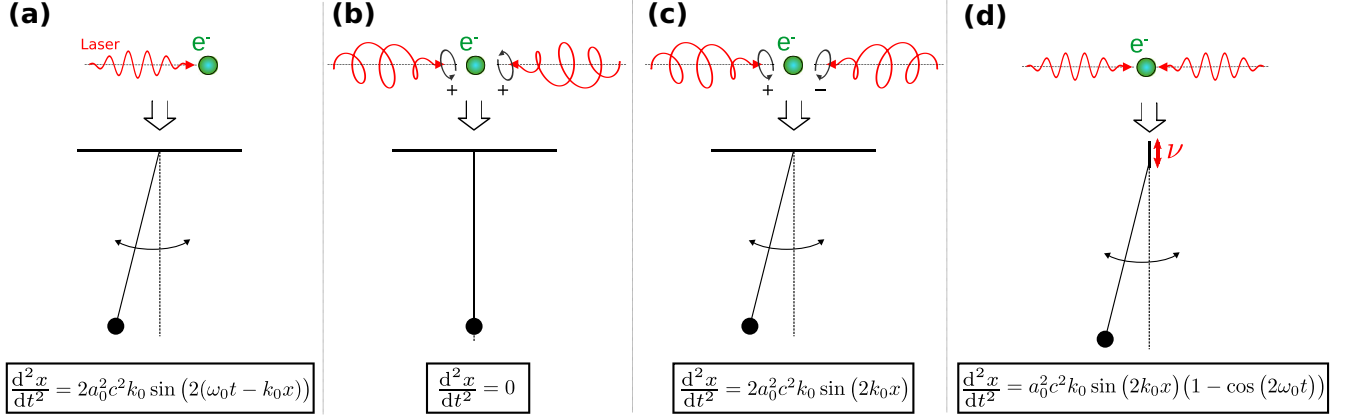 (a)
Laser
e⁻
d²x/dt² = 2a₀²c²k₀ sin (2(ω₀t − k₀x))
(b)
e⁻
+ +
d²x/dt² = 0
(c)
e⁻
+ −
d²x/dt² = 2a₀²c²k₀ sin (2k₀x)
(d)
e⁻
ν
d²x/dt² = a₀²c²k₀ sin (2k₀x)(1 − cos (2ω₀t))